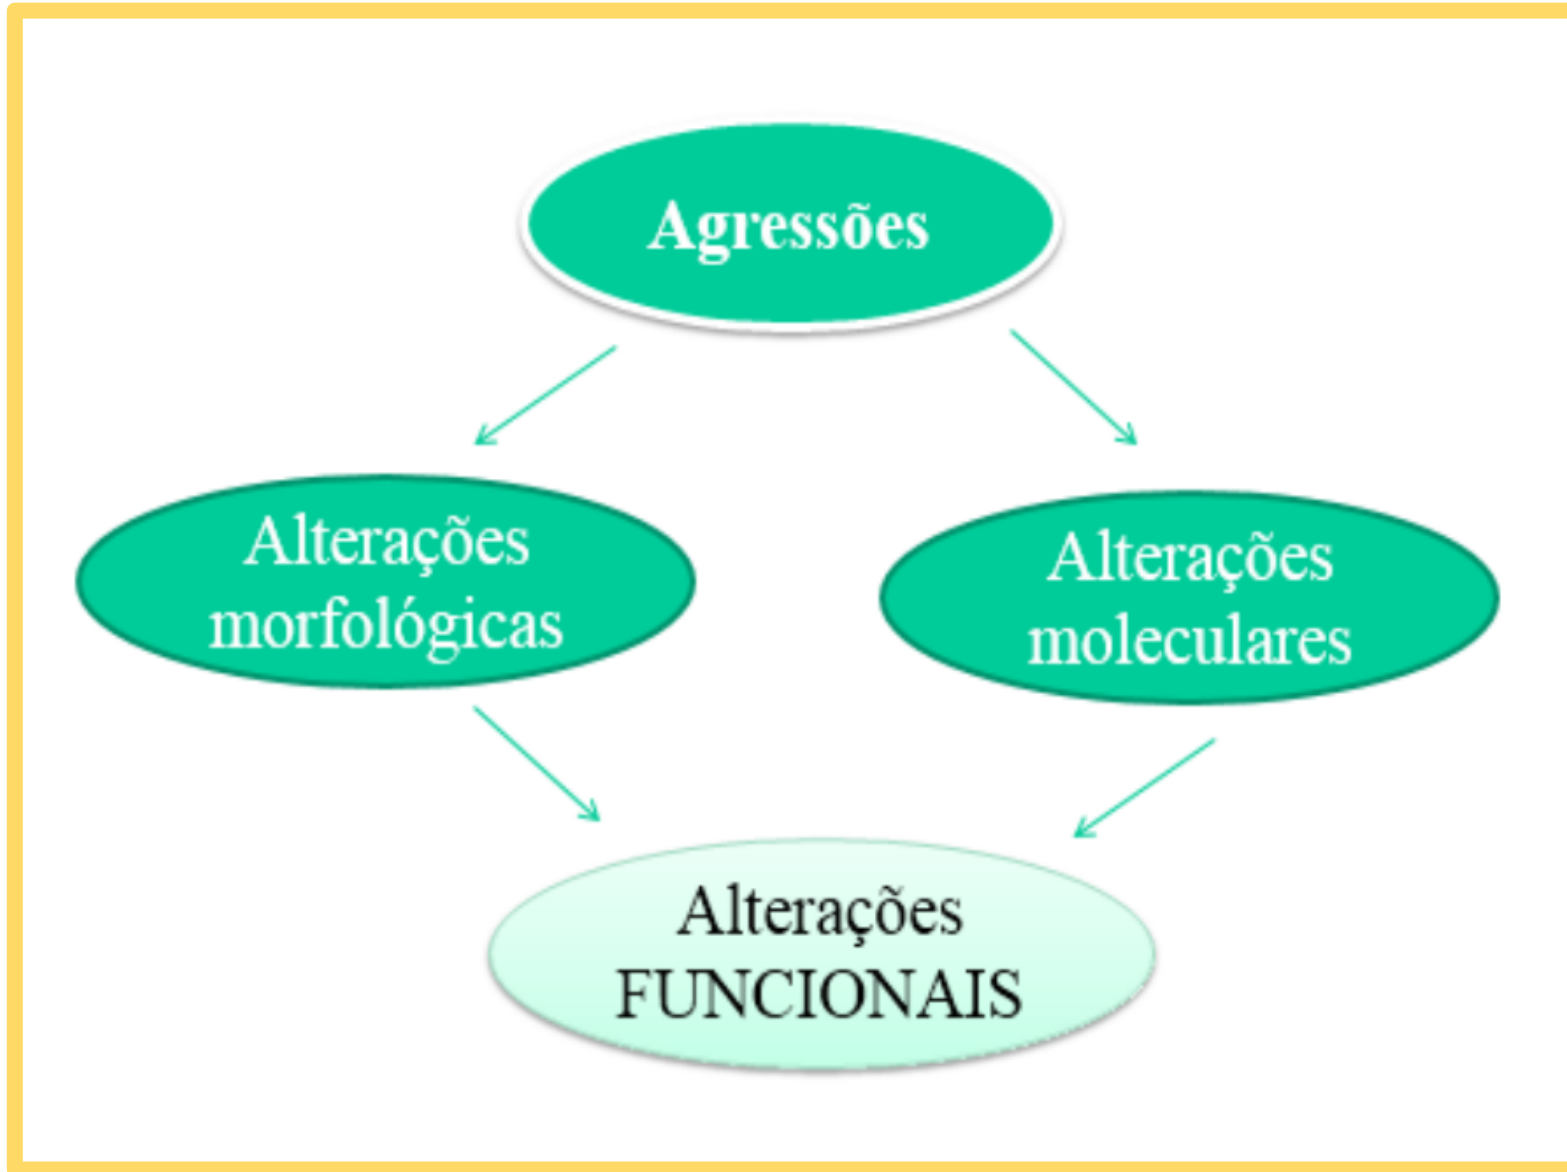 Agressões
Alterações
morfológicas
Alterações
moleculares
Alterações
FUNCIONAIS